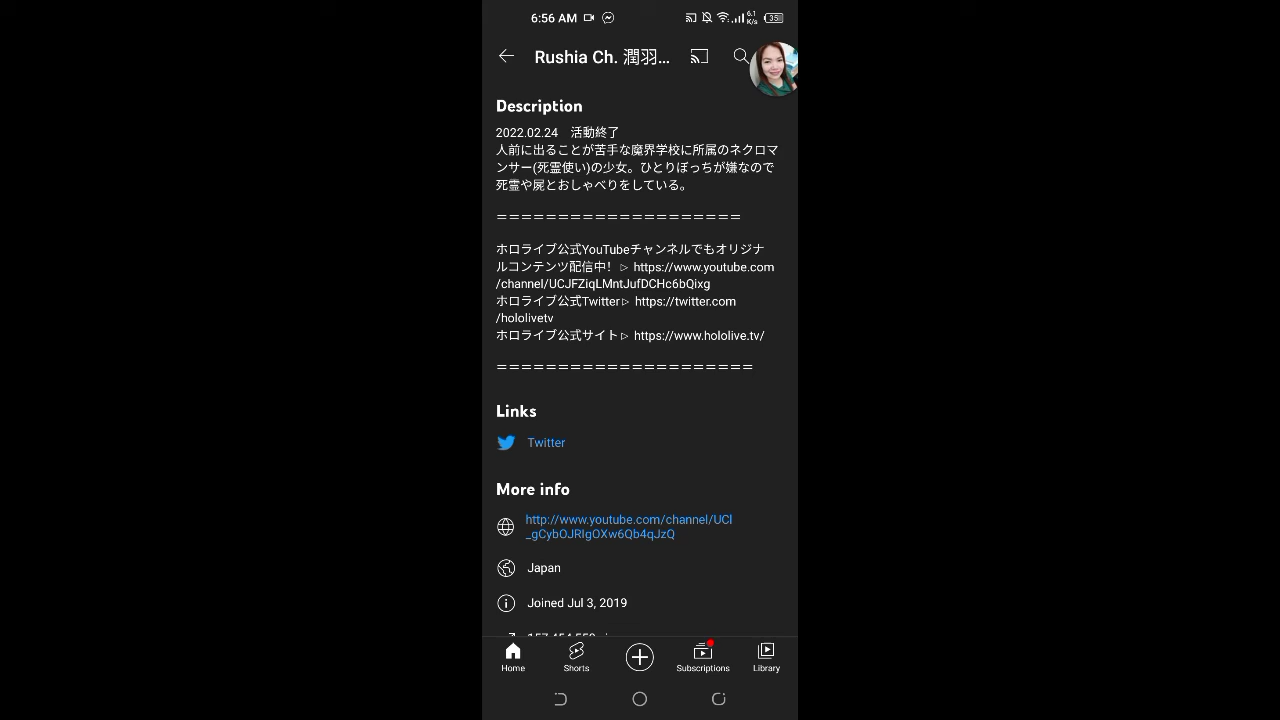 6:56 AM 6.1 K/s 35
Rushia Ch. 潤羽...
Description
2022.02.24　活動終了
人前に出ることが苦手な魔界学校に所属のネクロマ
ンサー(死霊使い)の少女。ひとりぼっちが嫌なので
死霊や屍とおしゃべりをしている。
＝＝＝＝＝＝＝＝＝＝＝＝＝＝＝＝＝＝＝＝
ホロライブ公式YouTubeチャンネルでもオリジナ
ルコンテンツ配信中！▷ https://www.youtube.com
/channel/UCJFZiqLMntJufDCHc6bQixg
ホロライブ公式Twitter▷ https://twitter.com
/hololivetv
ホロライブ公式サイト▷ https://www.hololive.tv/
＝＝＝＝＝＝＝＝＝＝＝＝＝＝＝＝＝＝＝＝＝
Links
Twitter
More info
http://www.youtube.com/channel/UCl
_gCybOJRIgOXw6Qb4qJzQ
Japan
Joined Jul 3, 2019
Home Shorts Subscriptions Library